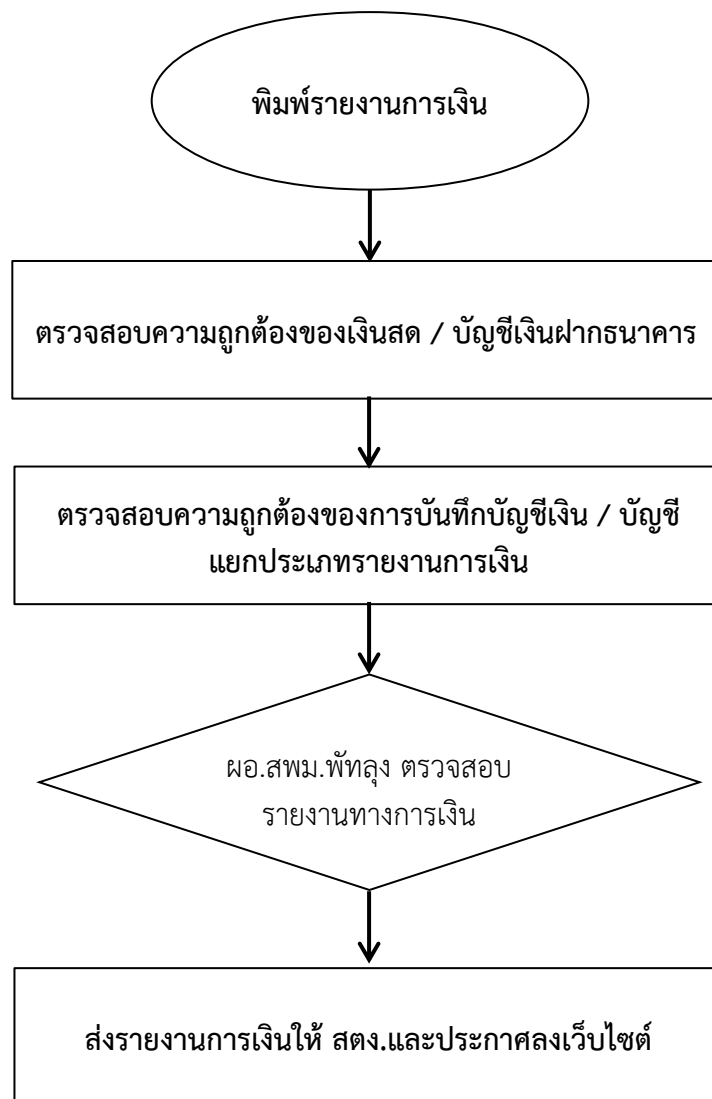 พิมพ์รายงานการเงิน
ตรวจสอบความถูกต้องของเงินสด / บัญชีเงินฝากธนาคาร
ตรวจสอบความถูกต้องของการบันทึกบัญชีเงิน / บัญชี
แยกประเภทรายงานการเงิน
ผอ.สพม.พัทลุง ตรวจสอบ
รายงานทางการเงิน
ส่งรายงานการเงินให้ สตง.และประกาศลงเว็บไซต์